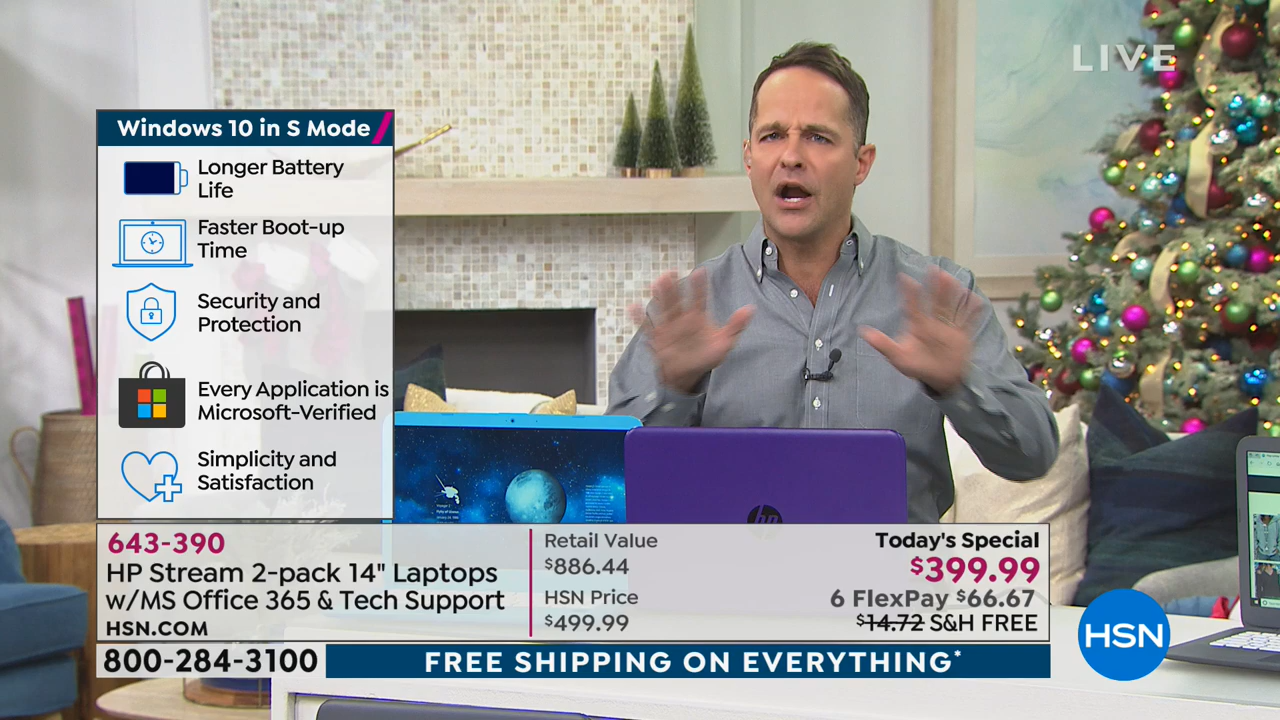 LIVE
Windows 10 in S Mode
Longer Battery
Life
Faster Boot-up
Time
Security and
Protection
Every Application is
Microsoft-Verified
Simplicity and
Satisfaction
hp
643-390
HP Stream 2-pack 14" Laptops
w/MS Office 365 & Tech Support
HSN.COM
Retail Value
$886.44
HSN Price
$499.99
Today's Special
$399.99
6 FlexPay $66.67
$14.72 S&H FREE
800-284-3100
FREE SHIPPING ON EVERYTHING*
HSN